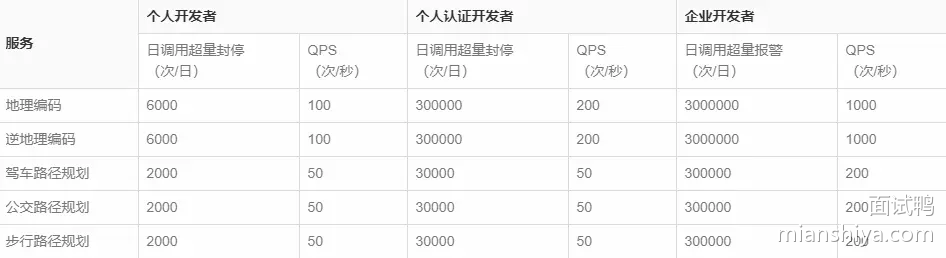 服务 个人开发者 个人认证开发者 企业开发者
日调用超量封停（次/日） QPS（次/秒） 日调用超量封停（次/日） QPS（次/秒） 日调用超量报警（次/日） QPS（次/秒）
地理编码 6000 100 300000 200 3000000 1000
逆地理编码 6000 100 300000 200 3000000 1000
驾车路径规划 2000 50 30000 50 300000 200
公交路径规划 2000 50 30000 50 300000 200
步行路径规划 2000 50 30000 50 300000 200
面试鸭
mianshiya.com